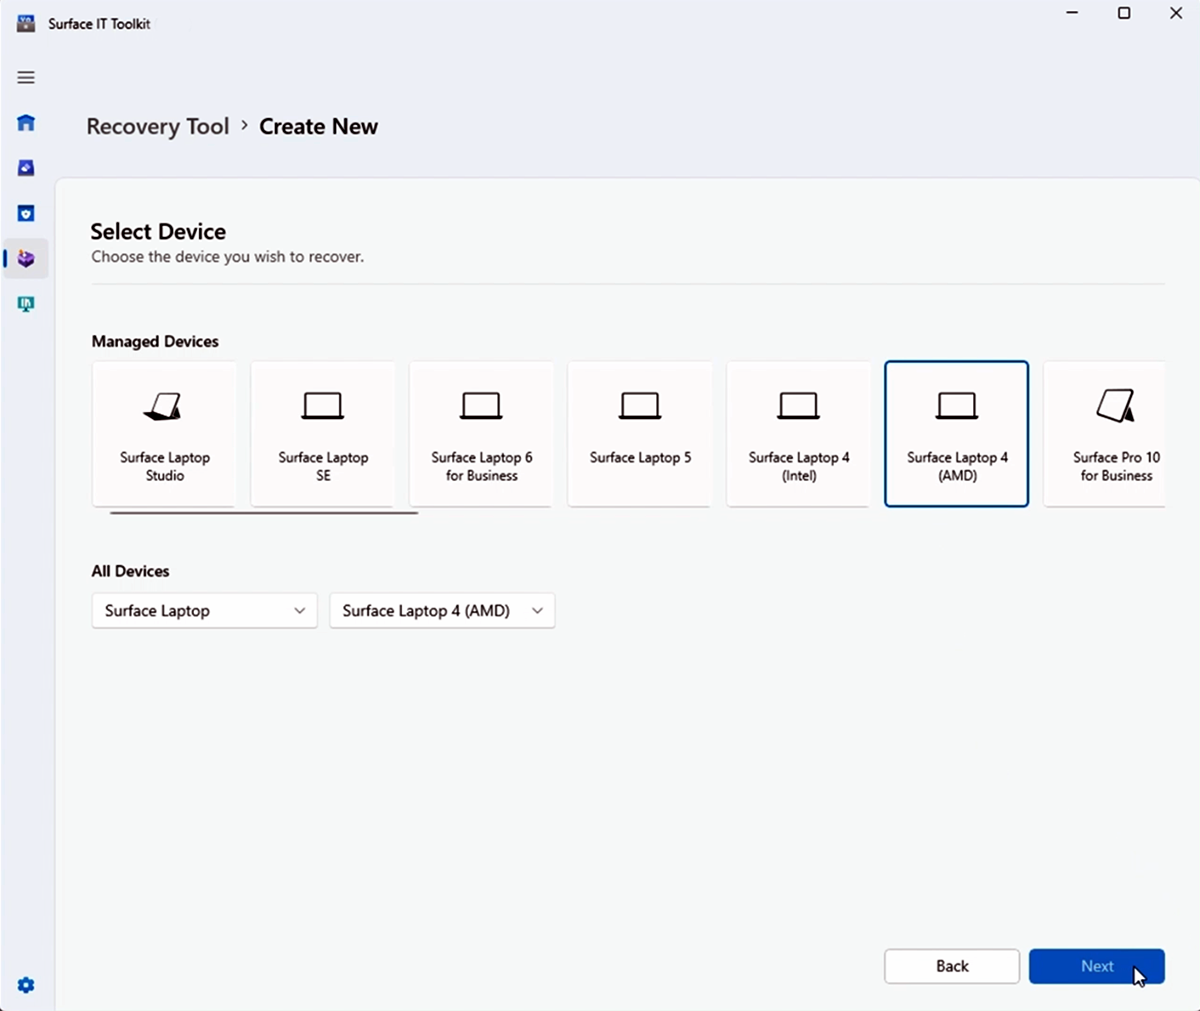 Surface IT Toolkit
Recovery Tool > Create New
Select Device
Choose the device you wish to recover.
Managed Devices
Surface Laptop
Studio
Surface Laptop
SE
Surface Laptop 6
for Business
Surface Laptop 5
Surface Laptop 4
(Intel)
Surface Laptop 4
(AMD)
Surface Pro 10
for Business
All Devices
Surface Laptop
Surface Laptop 4 (AMD)
Back
Next